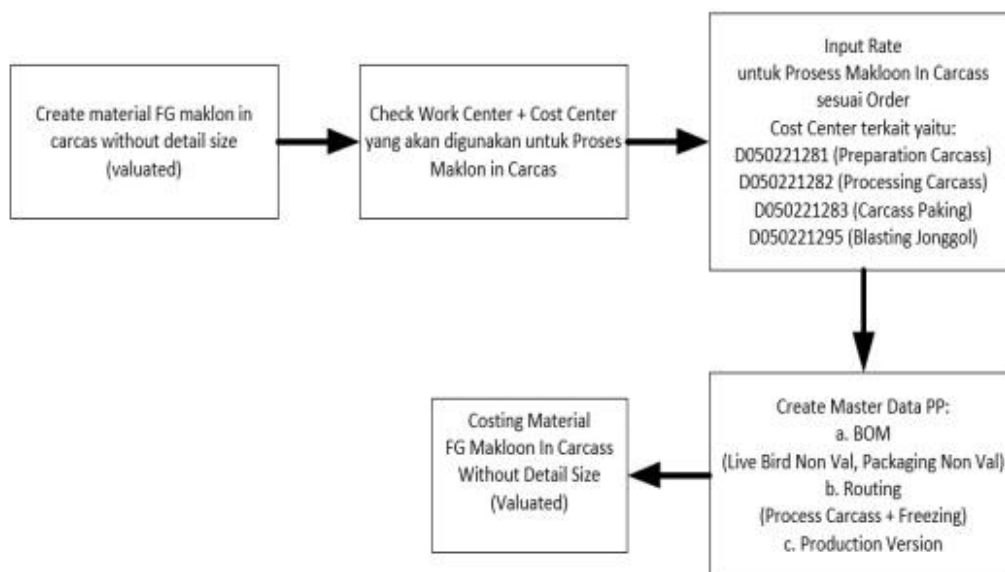 Create material FG maklon in
carcas without detail size
(valuated)
Check Work Center + Cost Center
yang akan digunakan untuk Proses
Maklon in Carcas
Input Rate
untuk Prosess Makloon In Carcass
sesuai Order
Cost Center terkait yaitu:
D050221281 (Preparation Carcass)
D050221282 (Processing Carcass)
D050221283 (Carcass Paking)
D050221295 (Blasting Jonggol)
Create Master Data PP:
a. BOM
(Live Bird Non Val, Packaging Non Val)
b. Routing
(Process Carcass + Freezing)
c. Production Version
Costing Material
FG Makloon In Carcass
Without Detail Size
(Valuated)